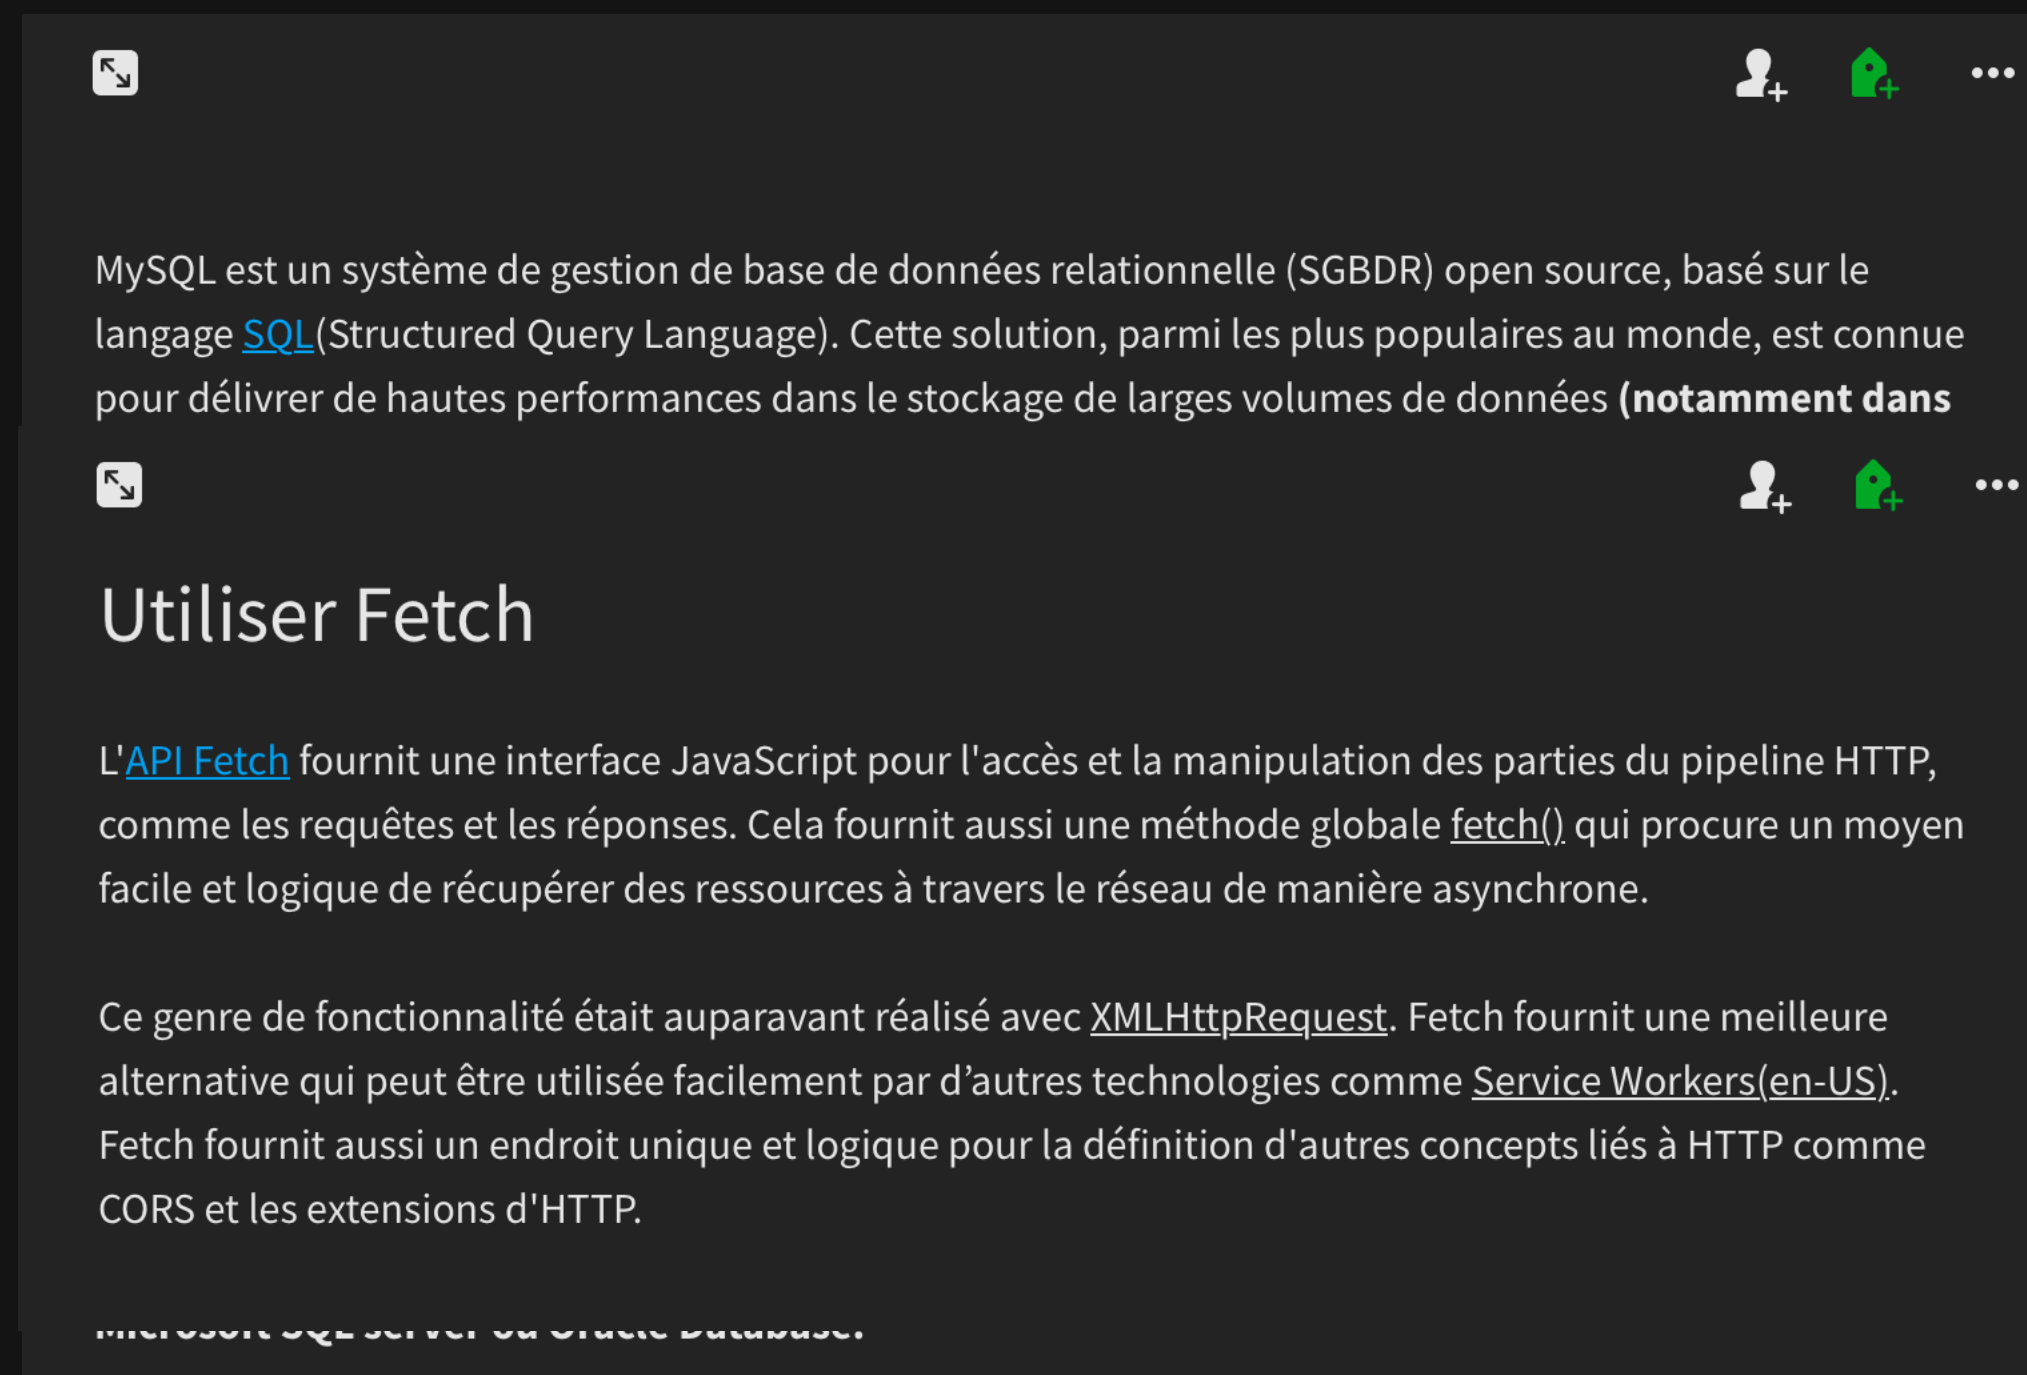 MySQL est un système de gestion de base de données relationnelle (SGBDR) open source, basé sur le
langage SQL(Structured Query Language). Cette solution, parmi les plus populaires au monde, est connue
pour délivrer de hautes performances dans le stockage de larges volumes de données (notamment dans
Utiliser Fetch
L'API Fetch fournit une interface JavaScript pour l'accès et la manipulation des parties du pipeline HTTP,
comme les requêtes et les réponses. Cela fournit aussi une méthode globale fetch() qui procure un moyen
facile et logique de récupérer des ressources à travers le réseau de manière asynchrone.
Ce genre de fonctionnalité était auparavant réalisé avec XMLHttpRequest. Fetch fournit une meilleure
alternative qui peut être utilisée facilement par d’autres technologies comme Service Workers(en-US).
Fetch fournit aussi un endroit unique et logique pour la définition d'autres concepts liés à HTTP comme
CORS et les extensions d'HTTP.
Microsoft SQL server ou Oracle Database.